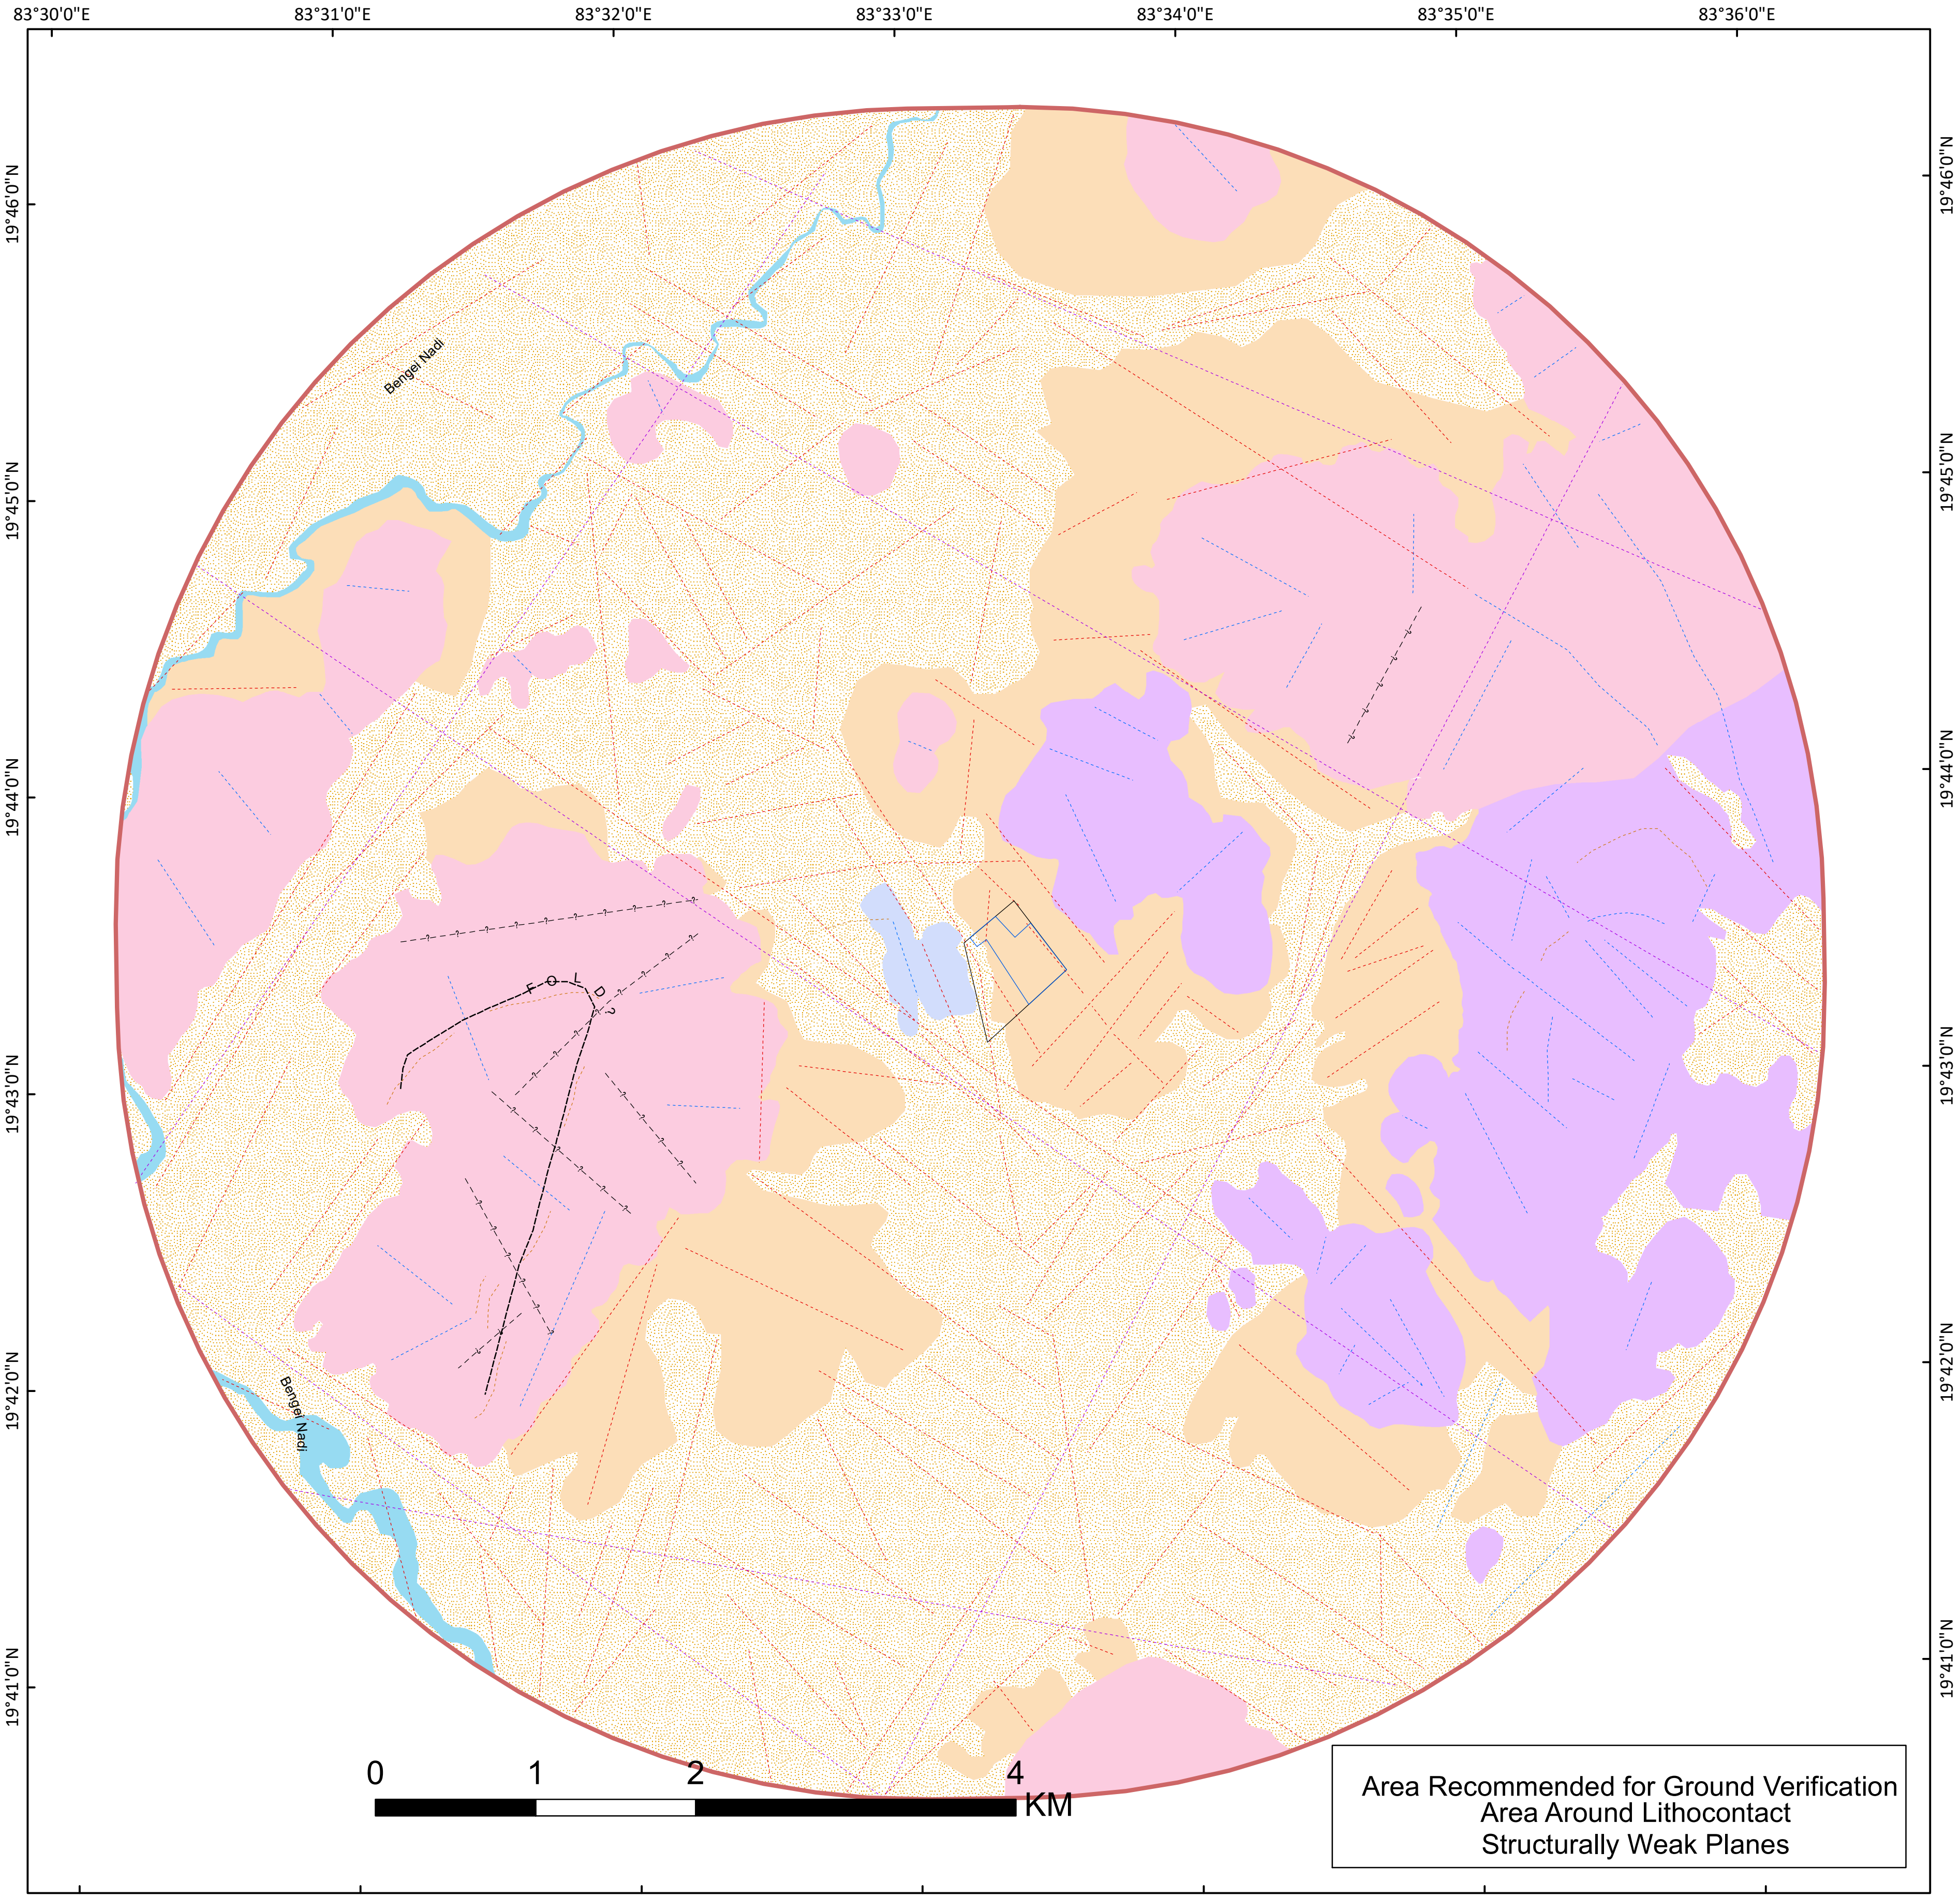 83°30'0"E
83°31'0"E
83°32'0"E
83°33'0"E
83°34'0"E
83°35'0"E
83°36'0"E
19°46'0"N
19°46'0"N
Bengei Nadi
19°45'0"N
19°45'0"N
19°44'0"N
19°44'0"N
FOLD?
19°43'0"N
19°43'0"N
19°42'0"N
19°42'0"N
Bengei Nadi
19°41'0"N
19°41'0"N
0 1 2 4
KM
Area Recommended for Ground Verification
Area Around Lithocontact
Structurally Weak Planes